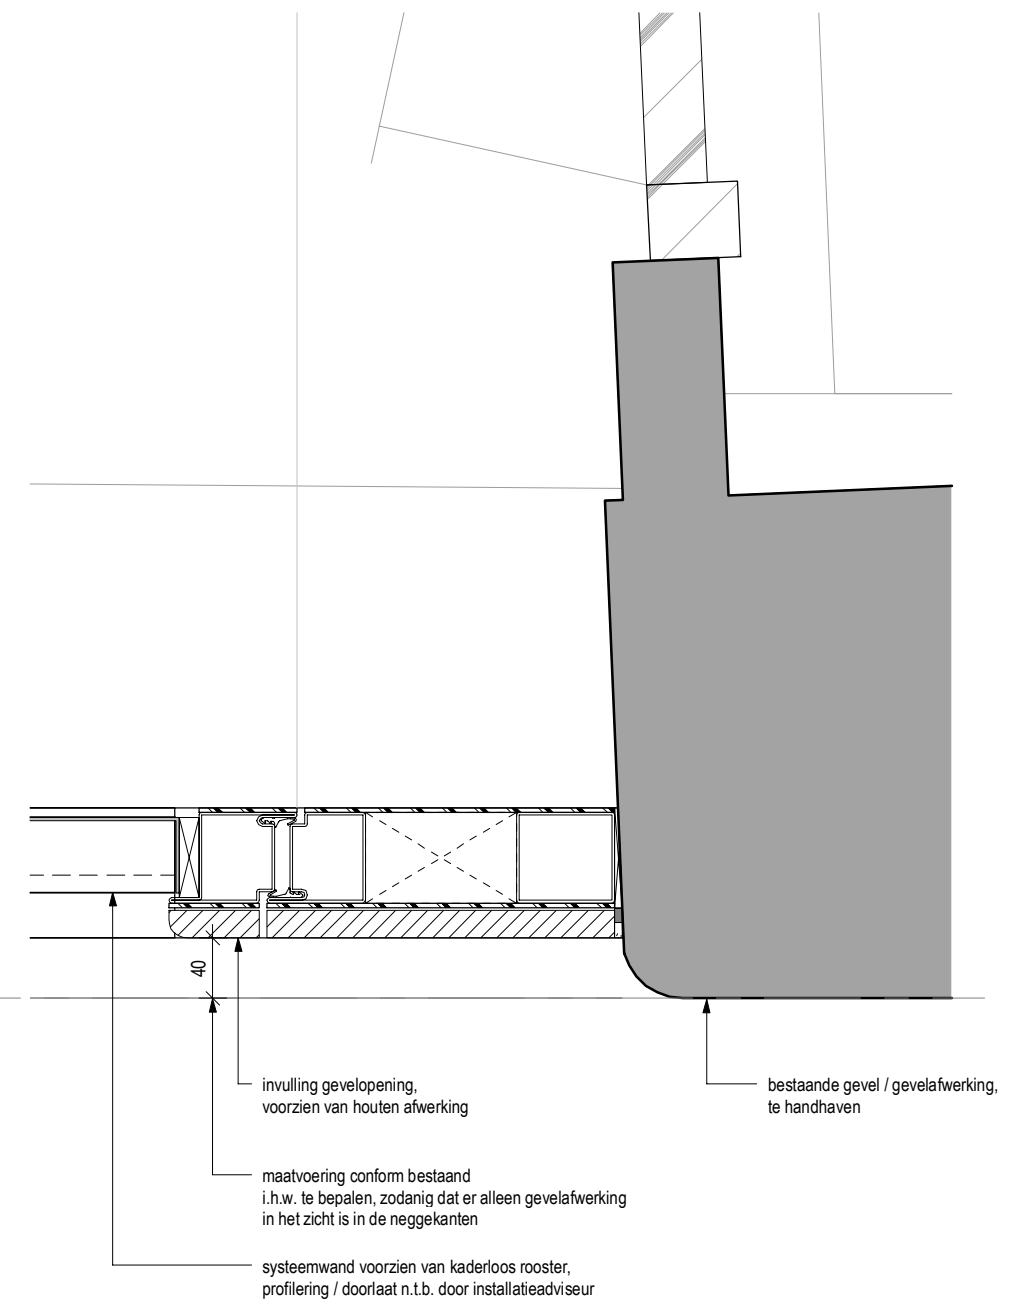 40
invulling gevelopening,
voorzien van houten afwerking
bestaande gevel / gevelafwerking,
te handhaven
maatvoering conform bestaand
i.h.w. te bepalen, zodanig dat er alleen gevelafwerking
in het zicht is in de neggekanten
systeemwand voorzien van kaderloos rooster,
profilering / doorlaat n.t.b. door installatieadviseur